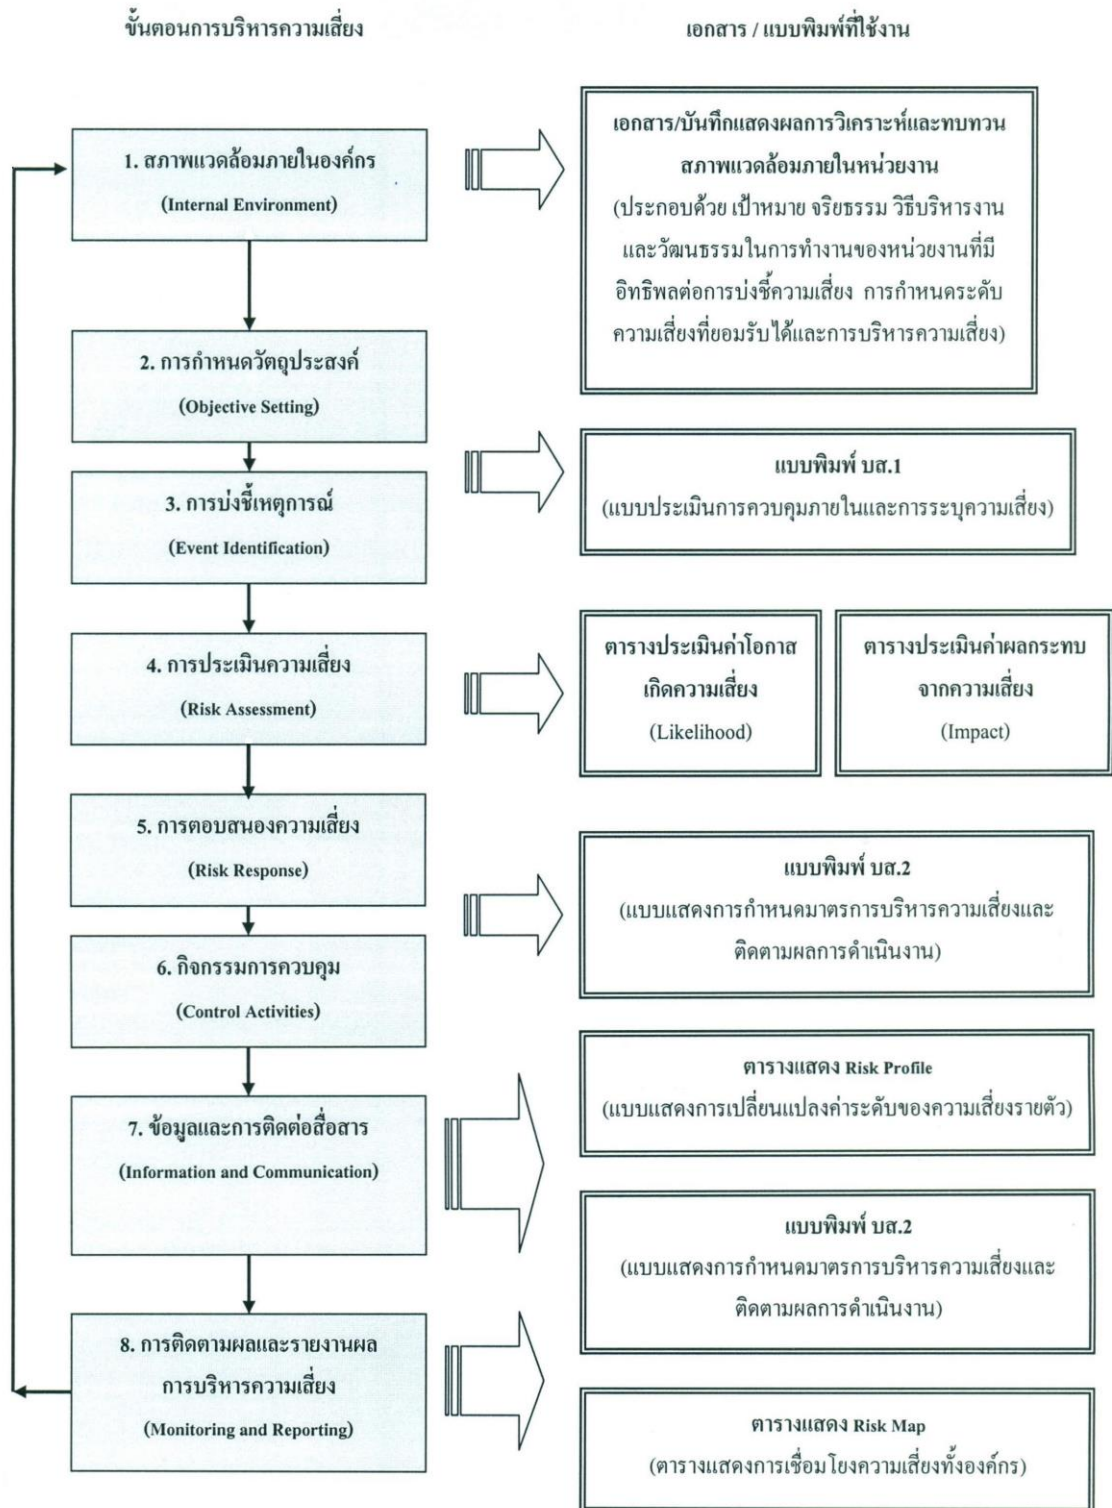 ขั้นตอนการบริหารความเสี่ยง
เอกสาร / แบบพิมพ์ที่ใช้งาน
1. สภาพแวดล้อมภายในองค์กร
(Internal Environment)
เอกสาร/บันทึกแสดงผลการวิเคราะห์และทบทวน
สภาพแวดล้อมภายในหน่วยงาน
(ประกอบด้วย เป้าหมาย จริยธรรม วิธีบริหารงาน
และวัฒนธรรมในการทำงานของหน่วยงานที่มี
อิทธิพลต่อการบ่งชี้ความเสี่ยง การกำหนดระดับ
ความเสี่ยงที่ยอมรับได้และการบริหารความเสี่ยง)
2. การกำหนดวัตถุประสงค์
(Objective Setting)
3. การบ่งชี้เหตุการณ์
(Event Identification)
แบบพิมพ์ บส.1
(แบบประเมินการควบคุมภายในและการระบุความเสี่ยง)
4. การประเมินความเสี่ยง
(Risk Assessment)
ตารางประเมินค่าโอกาส
เกิดความเสี่ยง
(Likelihood)
ตารางประเมินค่าผลกระทบ
จากความเสี่ยง
(Impact)
5. การตอบสนองความเสี่ยง
(Risk Response)
6. กิจกรรมการควบคุม
(Control Activities)
แบบพิมพ์ บส.2
(แบบแสดงการกำหนดมาตรการบริหารความเสี่ยงและ
ติดตามผลการดำเนินงาน)
7. ข้อมูลและการติดต่อสื่อสาร
(Information and Communication)
ตารางแสดง Risk Profile
(แบบแสดงการเปลี่ยนแปลงค่าระดับของความเสี่ยงรายตัว)
แบบพิมพ์ บส.2
(แบบแสดงการกำหนดมาตรการบริหารความเสี่ยงและ
ติดตามผลการดำเนินงาน)
8. การติดตามผลและรายงานผล
การบริหารความเสี่ยง
(Monitoring and Reporting)
ตารางแสดง Risk Map
(ตารางแสดงการเชื่อมโยงความเสี่ยงทั้งองค์กร)